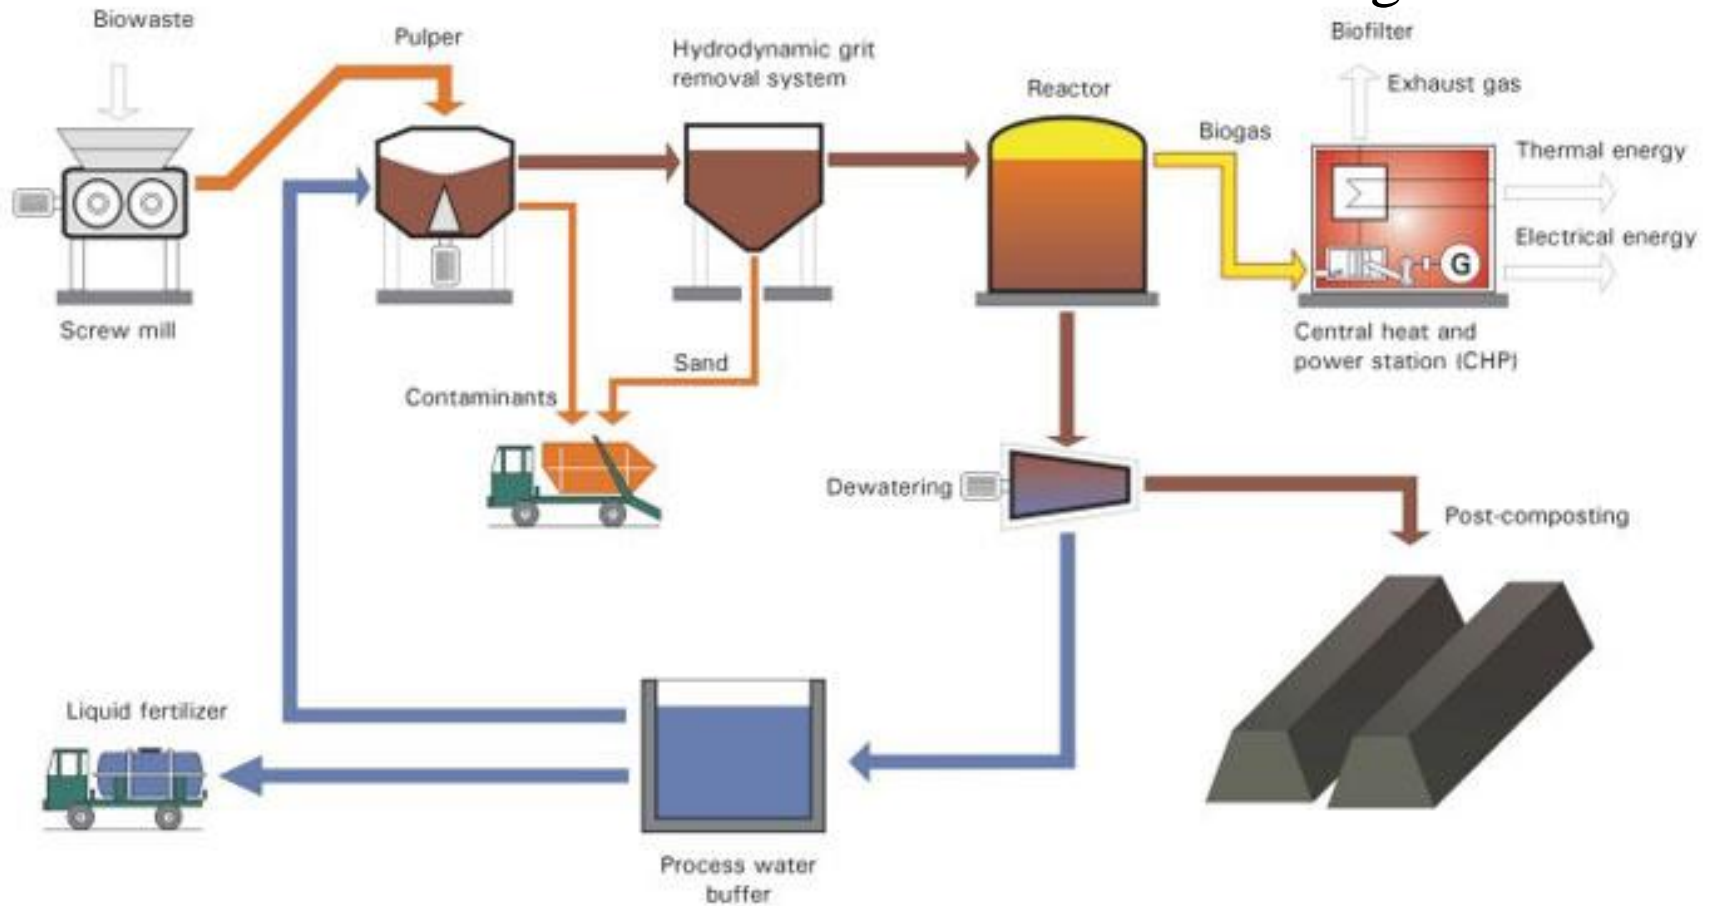 Biowaste
Pulper
Hydrodynamic grit
removal system
Reactor
Biofilter
Exhaust gas
Biogas
Thermal energy
Electrical energy
G
Screw mill
Central heat and
power station (CHP)
Sand
Contaminants
Dewatering
Post-composting
Liquid fertilizer
Process water
buffer